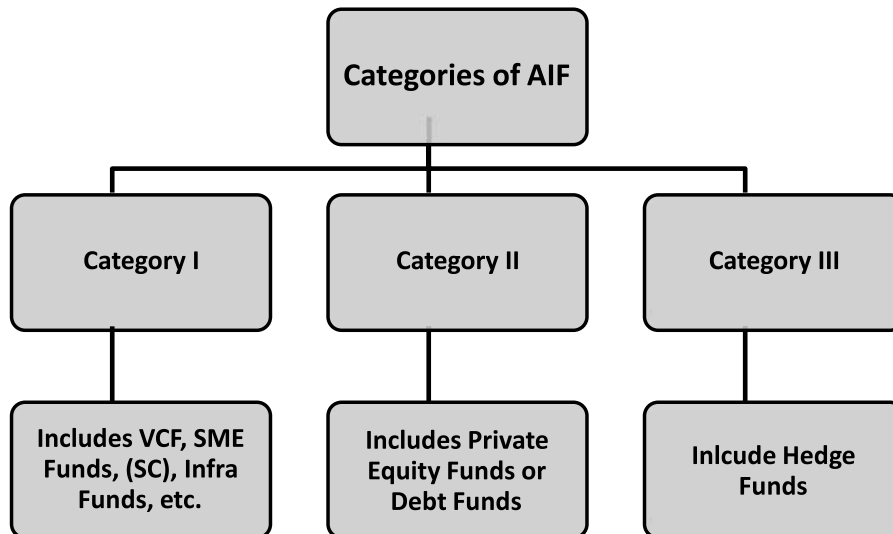 Categories of AIF
Category I
Category II
Category III
Includes VCF, SME
Funds, (SC), Infra
Funds, etc.
Includes Private
Equity Funds or
Debt Funds
Inlcude Hedge
Funds